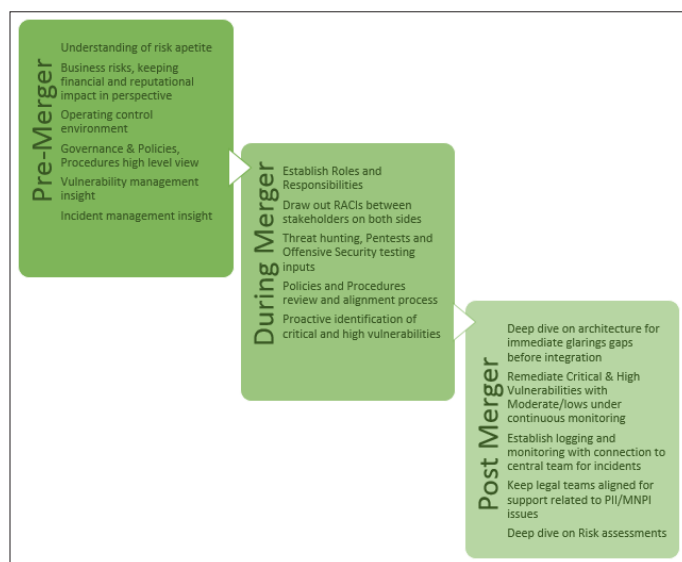 Pre-Merger
Understanding of risk apetite
Business risks, keeping
financial and reputational
impact in perspective
Operating control
environment
Governance & Policies,
Procedures high level view
Vulnerability management
insight
Incident management insight
During Merger
Establish Roles and
Responsibilities
Draw out RACIs between
stakeholders on both sides
Threat hunting, Pentests and
Offensive Security testing
inputs
Policies and Procedures
review and alignment process
Proactive identification of
critical and high vulnerabilities
Post Merger
Deep dive on architecture for
immediate glarings gaps
before integration
Remediate Critical & High
Vulnerabilities with
Moderate/lows under
continuous monitoring
Establish logging and
monitoring with connection to
central team for incidents
Keep legal teams aligned for
support related to PII/MNPI
issues
Deep dive on Risk assessments